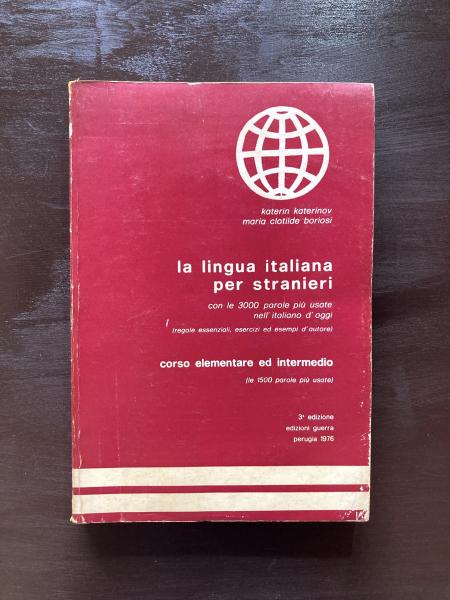 katerin katerinov
maria clotilde boriosi
la lingua italiana
per stranieri
con le 3000 parole più usate
nell'italiano d'oggi
(regole essenziali, esercizi ed esempi d'autore)
corso elementare ed intermedio
(le 1500 parole più usate)
3ª edizione
edizioni guerra
perugia 1976